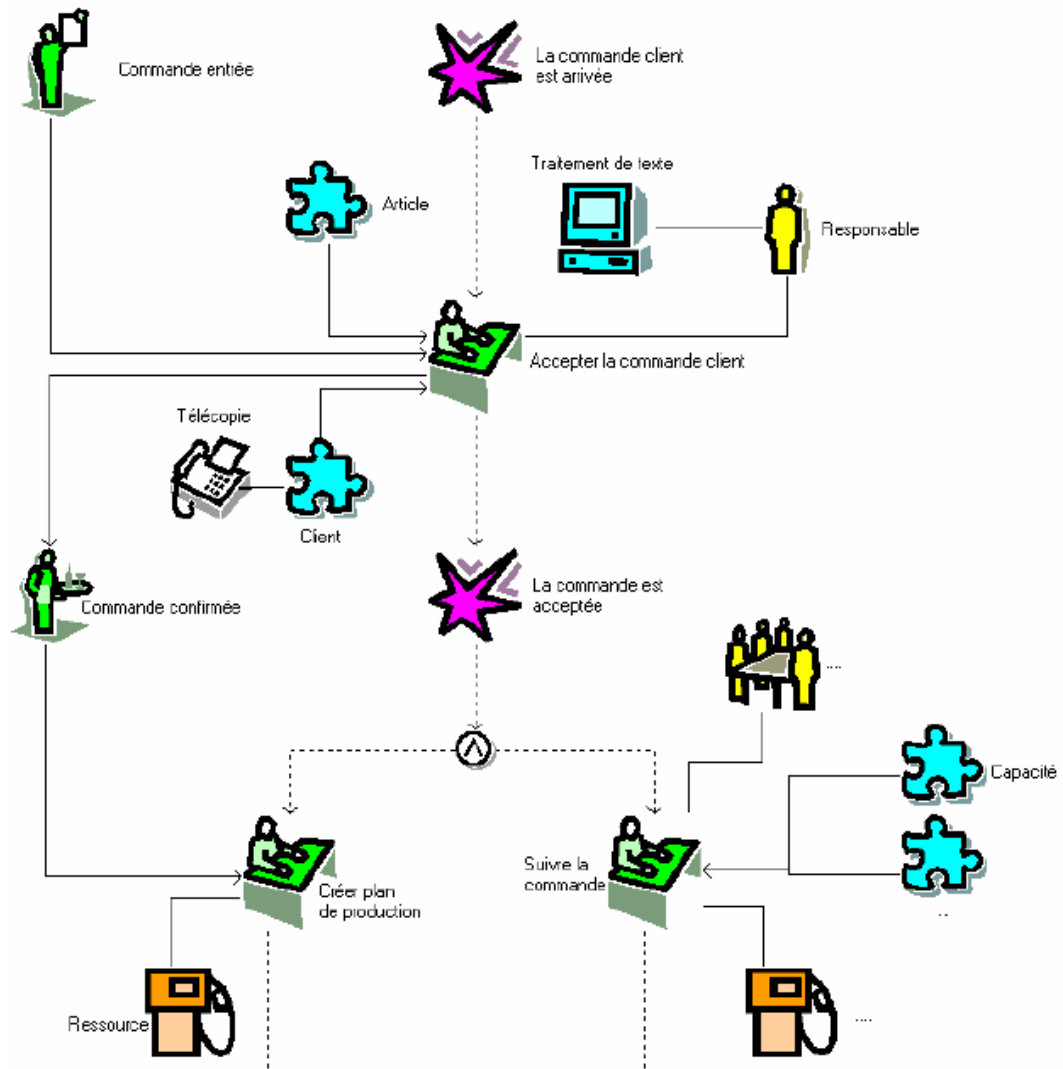 Commande entrée
La commande client
est arrivée
Traitement de texte
Article
Responsable
Accepter la commande client
Télécopie
Client
Commande confirmée
La commande est
acceptée
....
Capacité
Suivre la
commande
Créer plan
de production
..
Ressource
....